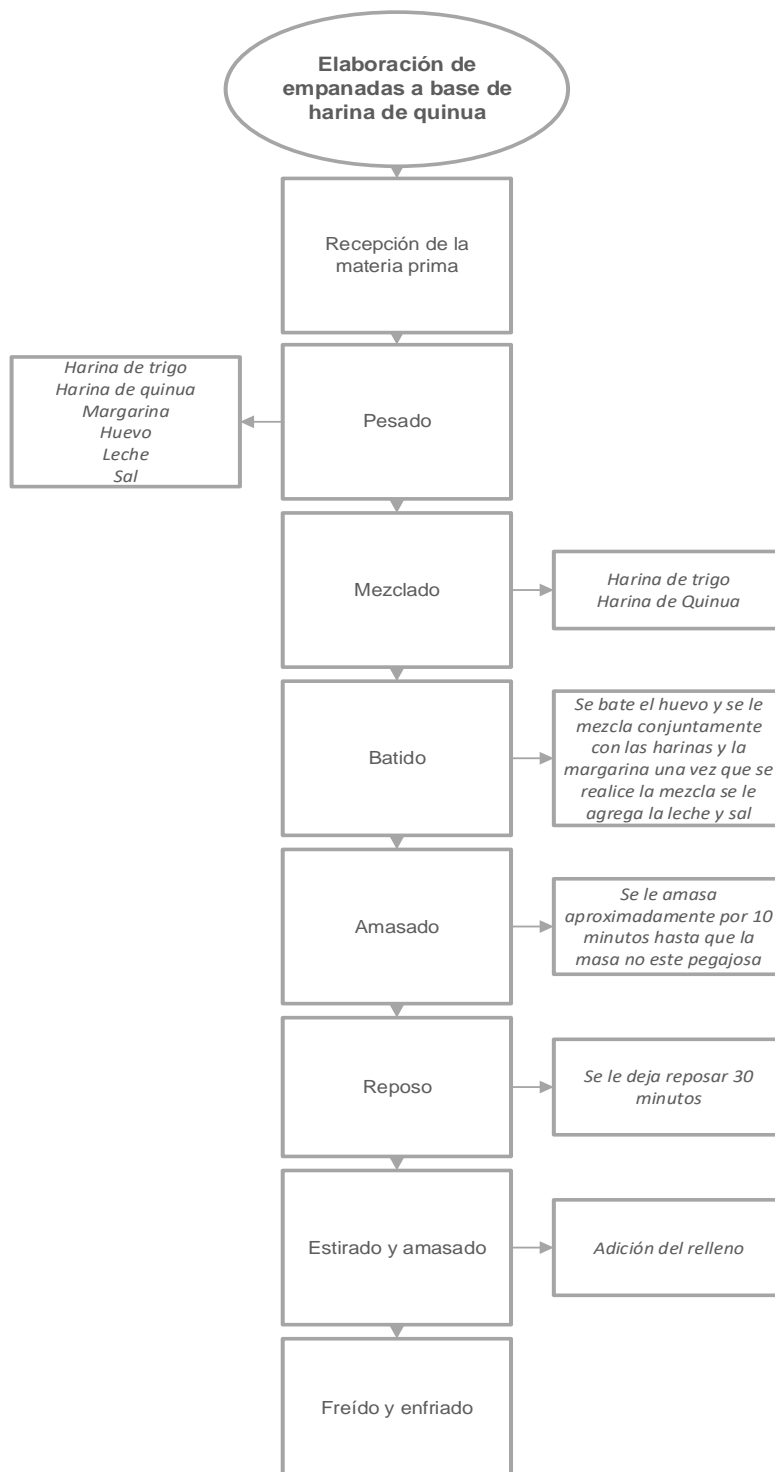 Elaboración de
empanadas a base de
harina de quinua
Recepción de la
materia prima
Pesado
Harina de trigo
Harina de quinua
Margarina
Huevo
Leche
Sal
Mezclado
Harina de trigo
Harina de Quinua
Batido
Se bate el huevo y se le
mezcla conjuntamente
con las harinas y la
margarina una vez que se
realice la mezcla se le
agrega la leche y sal
Amasado
Se le amasa
aproximadamente por 10
minutos hasta que la
masa no este pegajosa
Reposo
Se le deja reposar 30
minutos
Estirado y amasado
Adición del relleno
Freído y enfriado